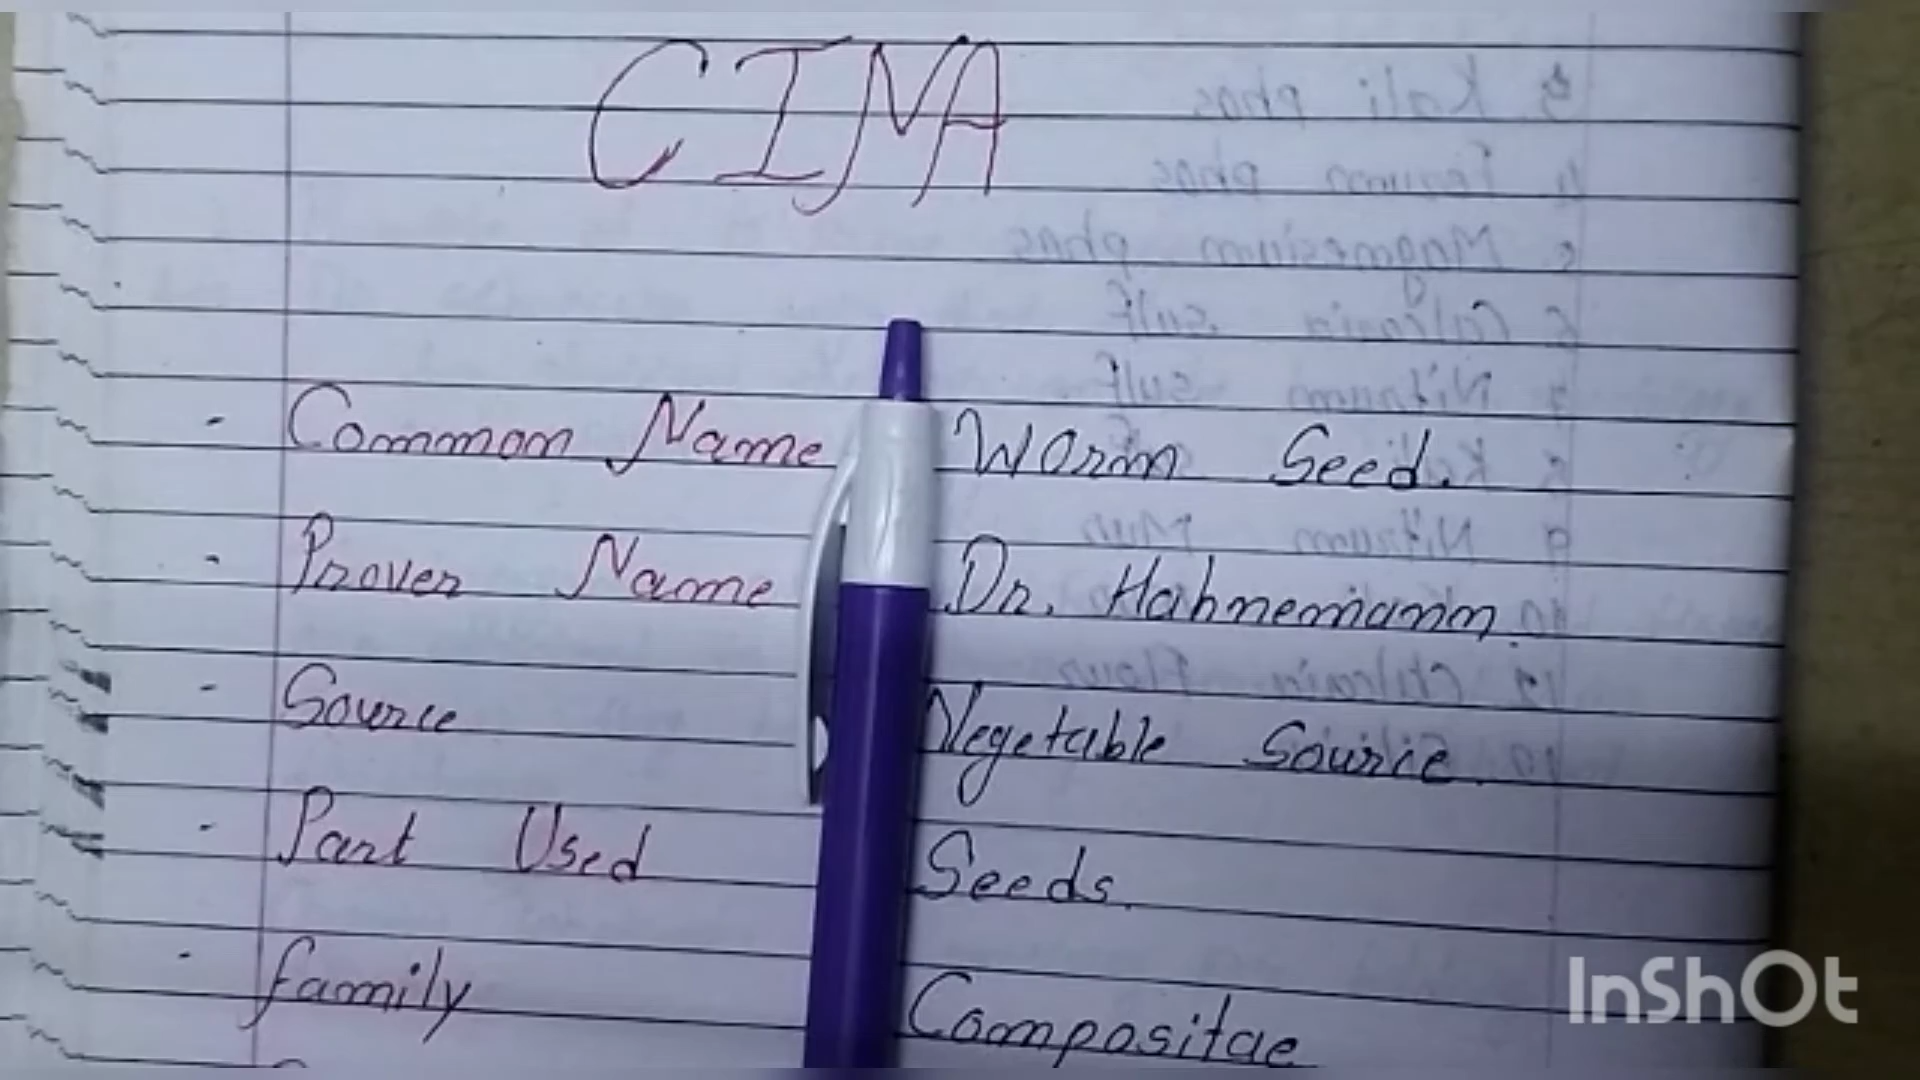 CINA
Common Name Worm Seed.
Prover Name Dr. Hahnemann.
Source Vegetable Source.
Part Used Seeds.
family Compositae
InShOt